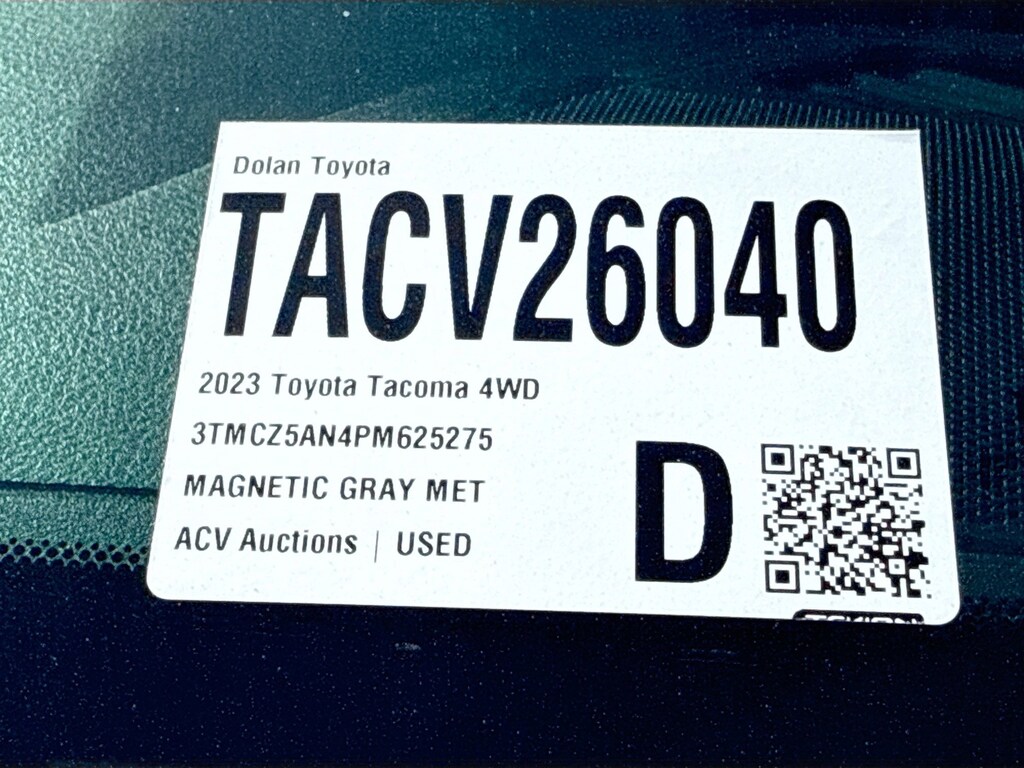 Dolan Toyota
TACV26040
2023 Toyota Tacoma 4WD
3TMCZ5AN4PM625275
MAGNETIC GRAY MET
ACV Auctions | USED
D